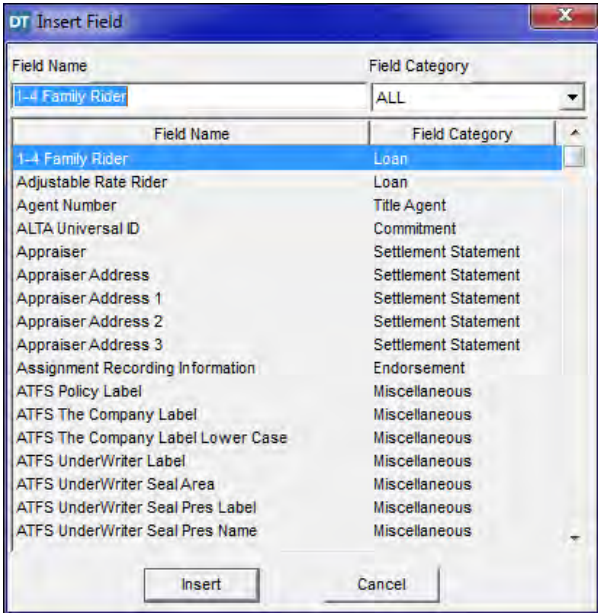 DT Insert Field
Field Name Field Category
1-4 Family Rider ALL
Field Name Field Category
1-4 Family Rider Loan
Adjustable Rate Rider Loan
Agent Number Title Agent
ALTA Universal ID Commitment
Appraiser Settlement Statement
Appraiser Address Settlement Statement
Appraiser Address 1 Settlement Statement
Appraiser Address 2 Settlement Statement
Appraiser Address 3 Settlement Statement
Assignment Recording Information Endorsement
ATFS Policy Label Miscellaneous
ATFS The Company Label Miscellaneous
ATFS The Company Label Lower Case Miscellaneous
ATFS UnderWriter Label Miscellaneous
ATFS UnderWriter Seal Area Miscellaneous
ATFS UnderWriter Seal Pres Label Miscellaneous
ATFS UnderWriter Seal Pres Name Miscellaneous
Insert Cancel